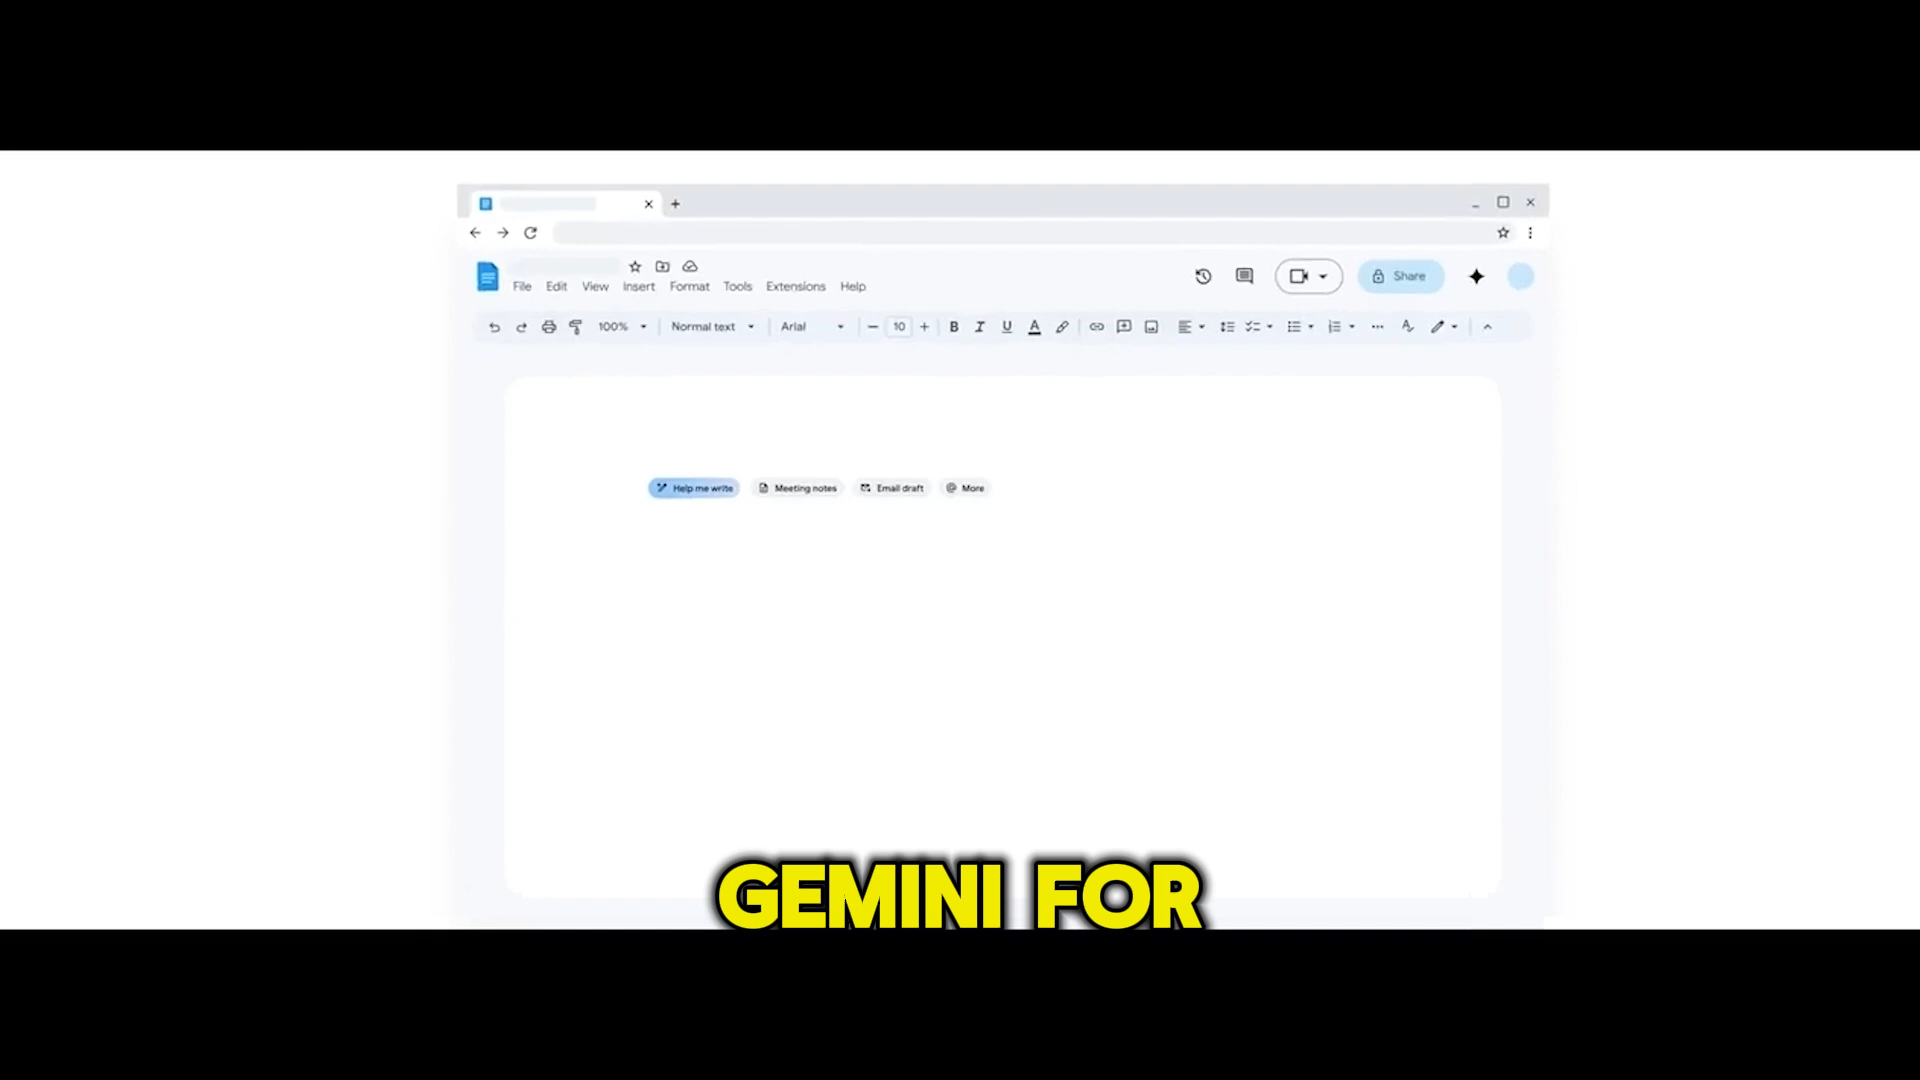 File Edit View Insert Format Tools Extensions Help
Share
100% Normal text Arial 10 B I U A
Help me write Meeting notes Email draft More
GEMINI FOR